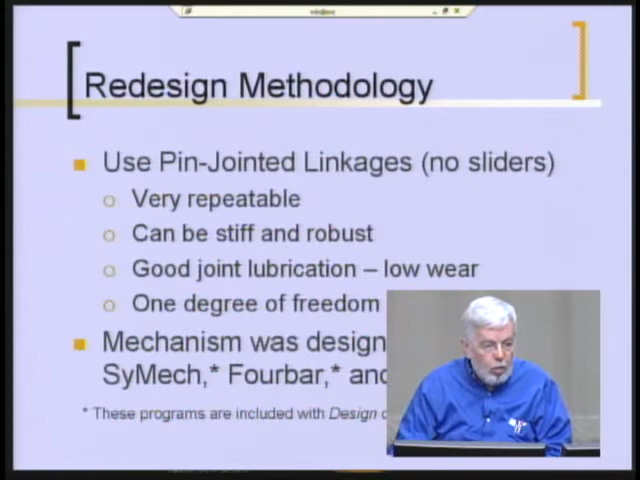 Redesign Methodology
Use Pin-Jointed Linkages (no sliders)
Very repeatable
Can be stiff and robust
Good joint lubrication – low wear
One degree of freedom
Mechanism was design
SyMech,* Fourbar,* and
* These programs are included with Design